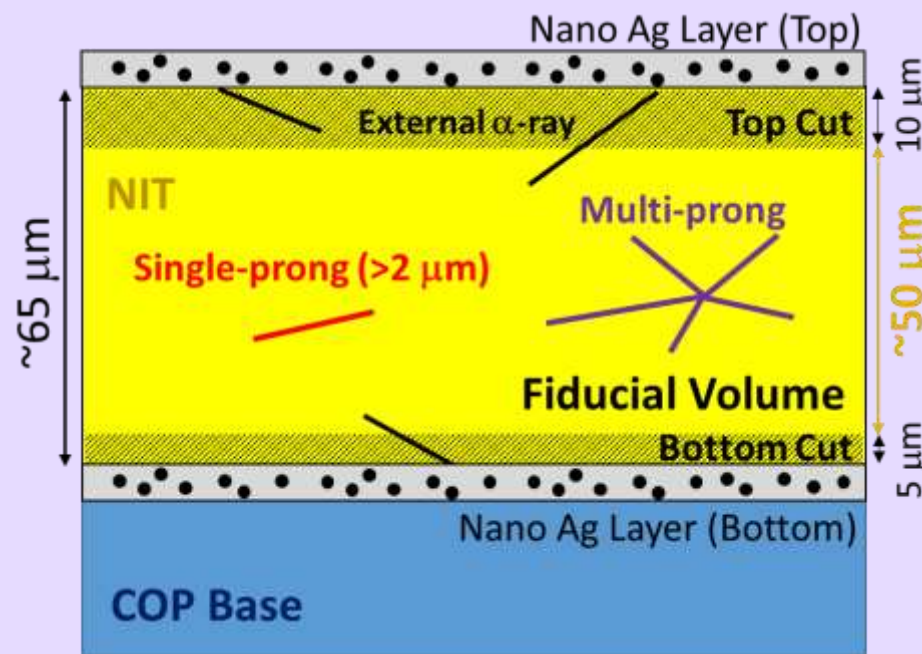 Nano Ag Layer (Top)
External α-ray
Top Cut
10 μm
NIT
Multi-prong
Single-prong (>2 μm)
~65 μm
~50 μm
Fiducial Volume
Bottom Cut
5 μm
Nano Ag Layer (Bottom)
COP Base